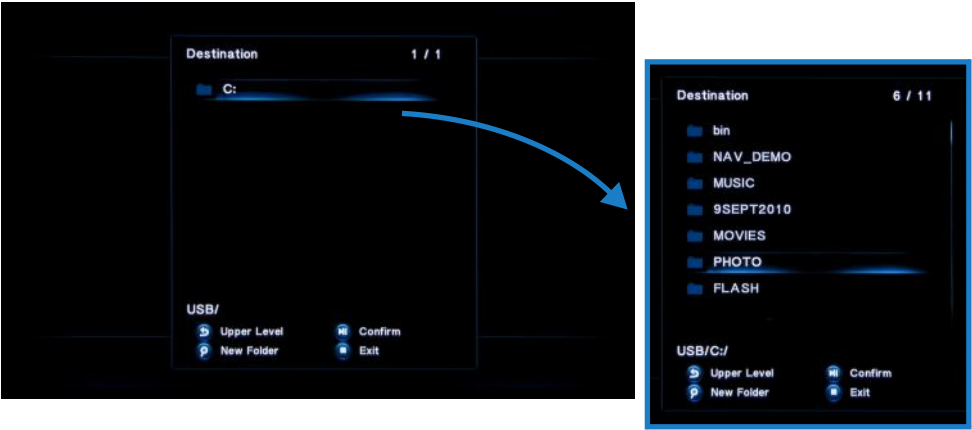 Destination 1 / 1
C:
USB/
Upper Level Confirm
New Folder Exit
Destination 6 / 11
bin
NAV_DEMO
MUSIC
9SEPT2010
MOVIES
PHOTO
FLASH
USB/C:/
Upper Level Confirm
New Folder Exit